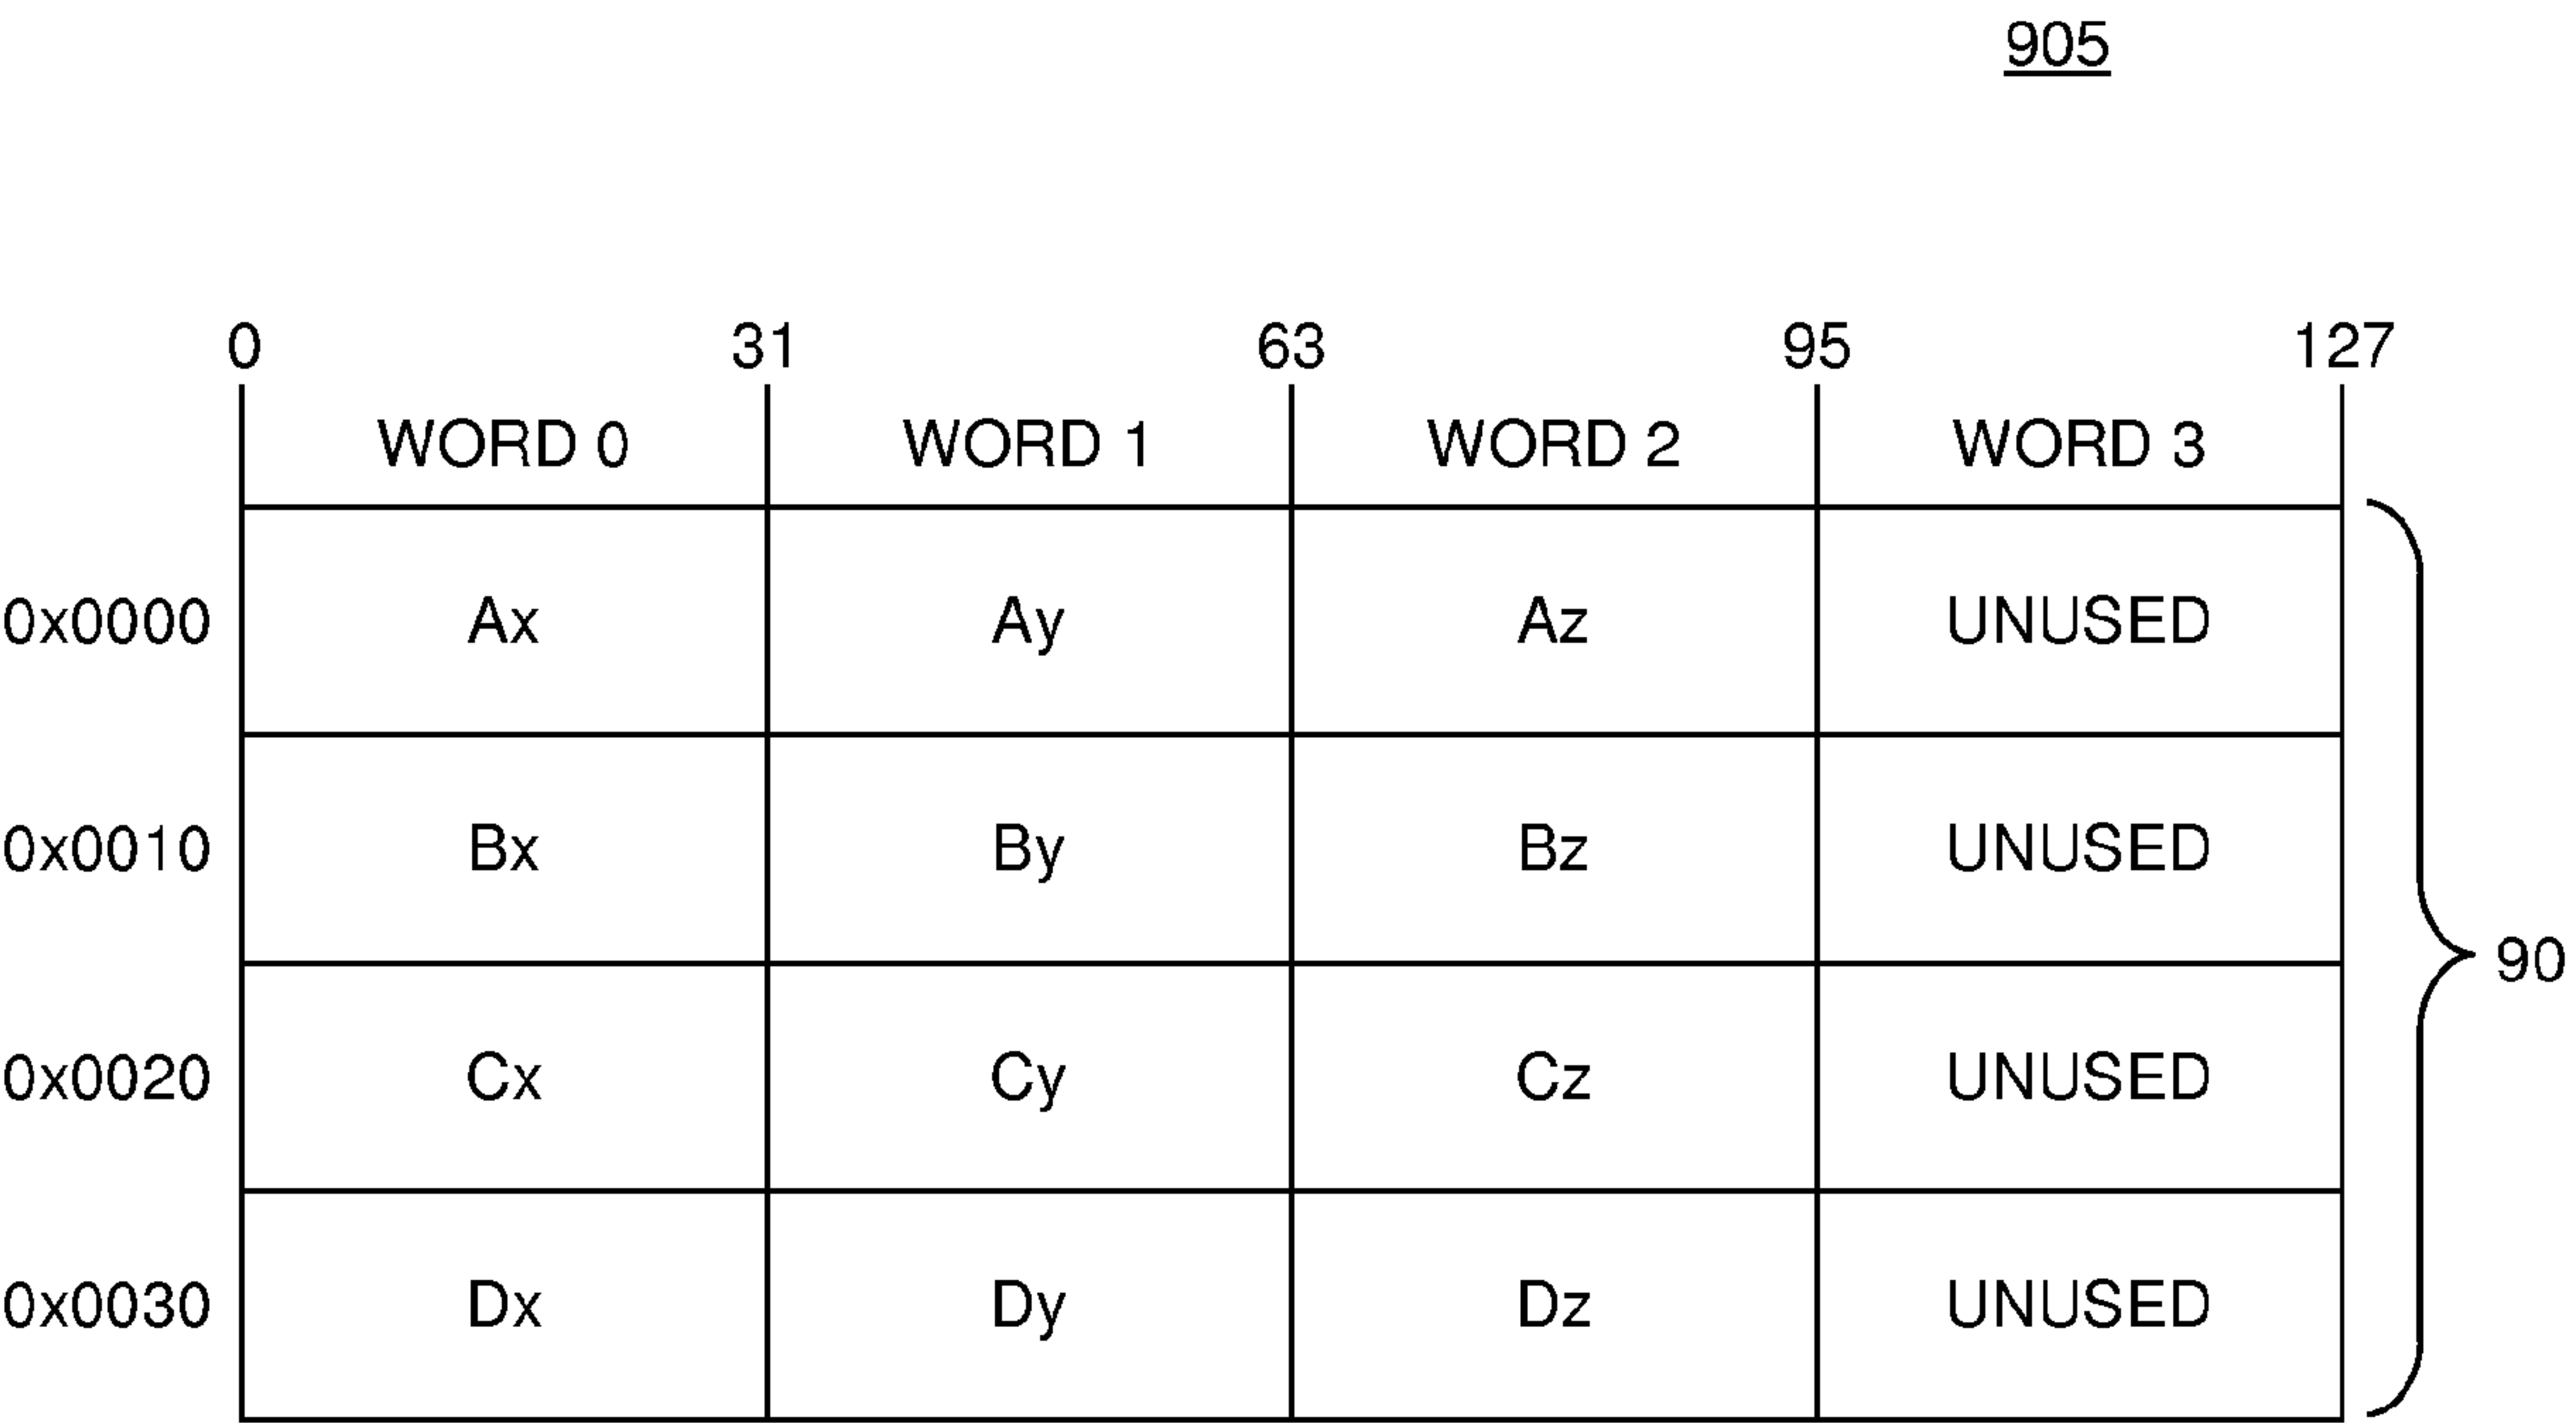 905
0 31 63 95 127
WORD 0 WORD 1 WORD 2 WORD 3
0x0000 Ax Ay Az UNUSED
0x0010 Bx By Bz UNUSED
90
0x0020 Cx Cy Cz UNUSED
0x0030 Dx Dy Dz UNUSED